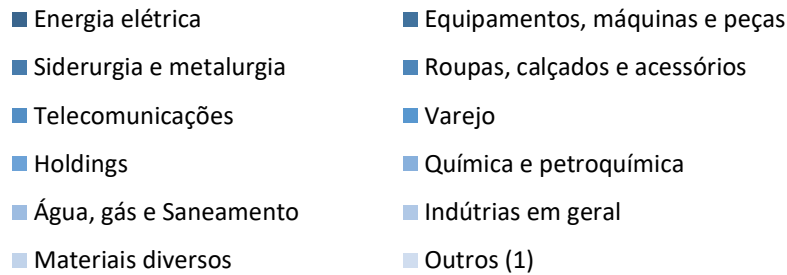 Energia elétrica
Equipamentos, máquinas e peças
Siderurgia e metalurgia
Roupas, calçados e acessórios
Telecomunicações
Varejo
Holdings
Química e petroquímica
Água, gás e Saneamento
Indútrias em geral
Materiais diversos
Outros (1)